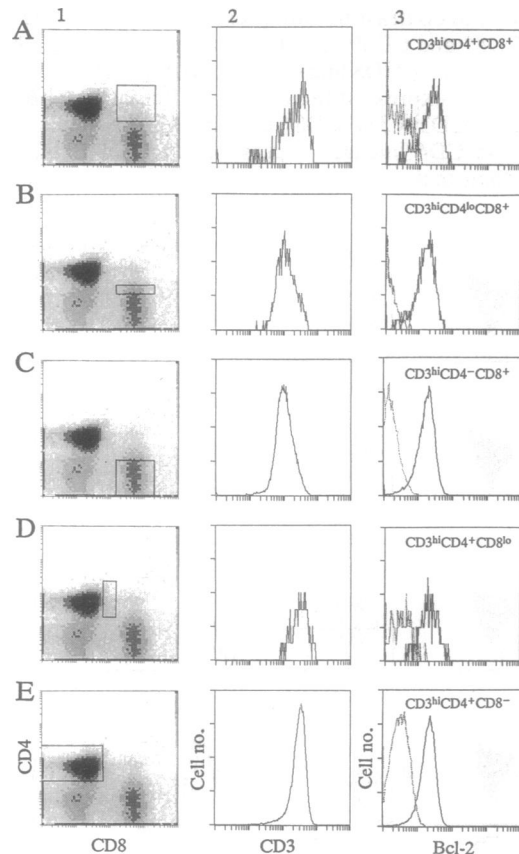 1 2 3
A CD3hiCD4+CD8+
B CD3hiCD4loCD8+
C CD3hiCD4−CD8+
D CD3hiCD4+CD8lo
E CD3hiCD4+CD8−
CD4
Cell no.
Cell no.
CD8 CD3 Bcl-2